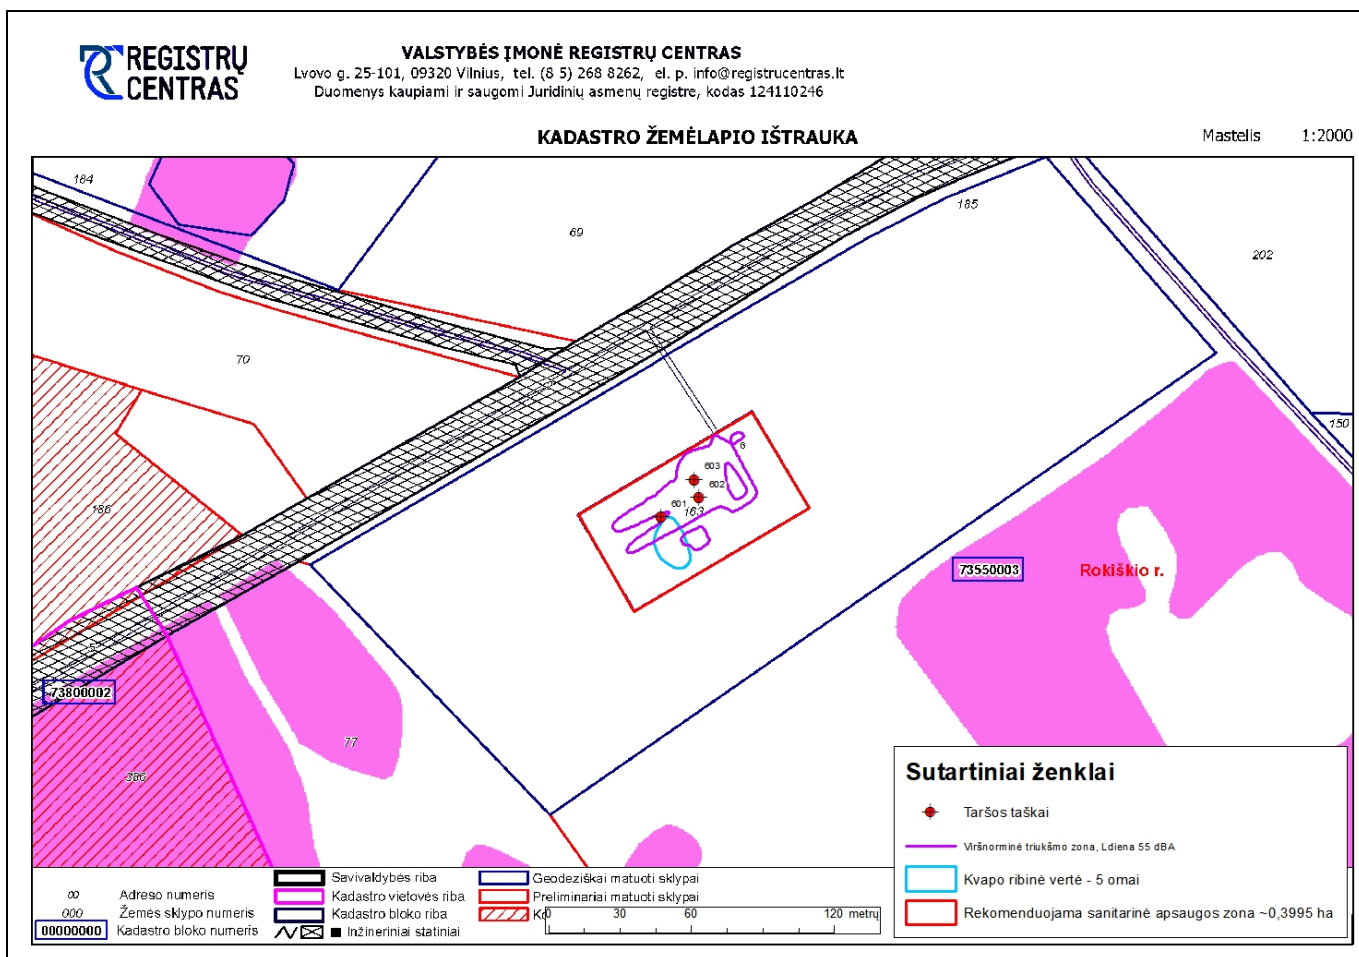 REGISTRŲ
CENTRAS
VALSTYBĖS ĮMONĖ REGISTRŲ CENTRAS
Lvovo g. 25-101, 09320 Vilnius, tel. (8 5) 268 8262, el. p. info@registrucentras.lt
Duomenys kaupiami ir saugomi Juridinių asmenų registre, kodas 124110246
KADASTRO ŽEMĖLAPIO IŠTRAUKA
Mastelis 1:2000
184
69
185
202
70
150
6
603
602
601
163
186
73550003
Rokiškio r.
5
73800002
77
386
Sutartiniai ženklai
Taršos taškai
Viršnorminė triukšmo zona, Ldiena 55 dBA
Kvapo ribinė vertė - 5 omai
Rekomenduojama sanitarinė apsaugos zona ~0,3995 ha
00 Adreso numeris
000 Žemės sklypo numeris
00000000 Kadastro bloko numeris
Savivaldybės riba
Kadastro vietovės riba
Kadastro bloko riba
Inžineriniai statiniai
Geodeziškai matuoti sklypai
Preliminariai matuoti sklypai
0 30 60 120 metrų